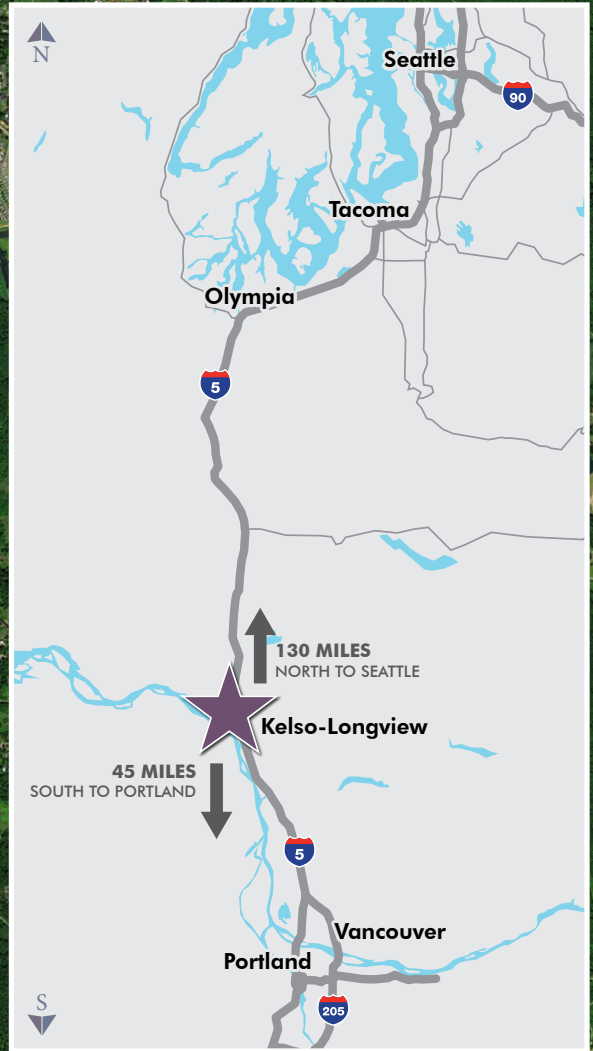 N
Seattle
90
Tacoma
Olympia
5
130 MILES
NORTH TO SEATTLE
Kelso-Longview
45 MILES
SOUTH TO PORTLAND
5
Vancouver
Portland
S
205